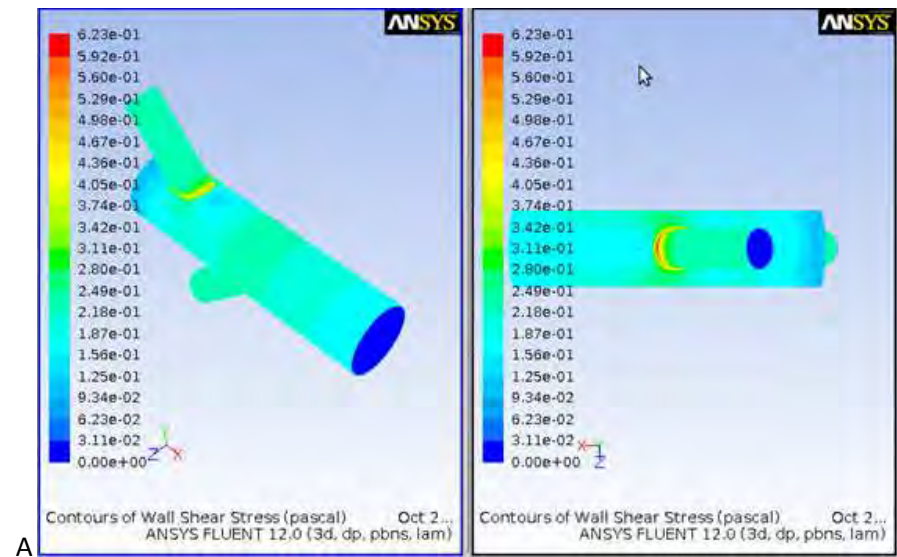 ANSYS
6.23e-01
5.92e-01
5.60e-01
5.29e-01
4.98e-01
4.67e-01
4.36e-01
4.05e-01
3.74e-01
3.42e-01
3.11e-01
2.80e-01
2.49e-01
2.18e-01
1.87e-01
1.56e-01
1.25e-01
9.34e-02
6.23e-02
3.11e-02
0.00e+00
Y
Z X
Contours of Wall Shear Stress (pascal) Oct 2...
ANSYS FLUENT 12.0 (3d, dp, pbns, lam)
ANSYS
6.23e-01
5.92e-01
5.60e-01
5.29e-01
4.98e-01
4.67e-01
4.36e-01
4.05e-01
3.74e-01
3.42e-01
3.11e-01
2.80e-01
2.49e-01
2.18e-01
1.87e-01
1.56e-01
1.25e-01
9.34e-02
6.23e-02
3.11e-02
0.00e+00
X
Z
Contours of Wall Shear Stress (pascal) Oct 2...
ANSYS FLUENT 12.0 (3d, dp, pbns, lam)
A